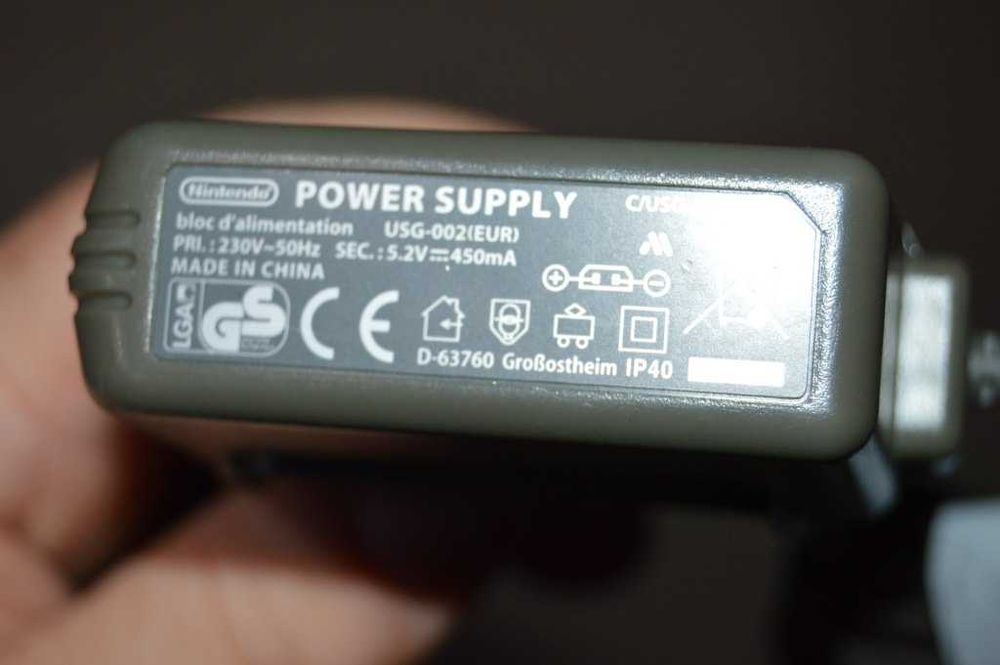 Nintendo POWER SUPPLY C/USG
bloc d'alimentation USG-002(EUR)
PRI.: 230V~50Hz SEC.: 5.2V⎓450mA
MADE IN CHINA
LGA GS CE
D-63760 Großostheim IP40